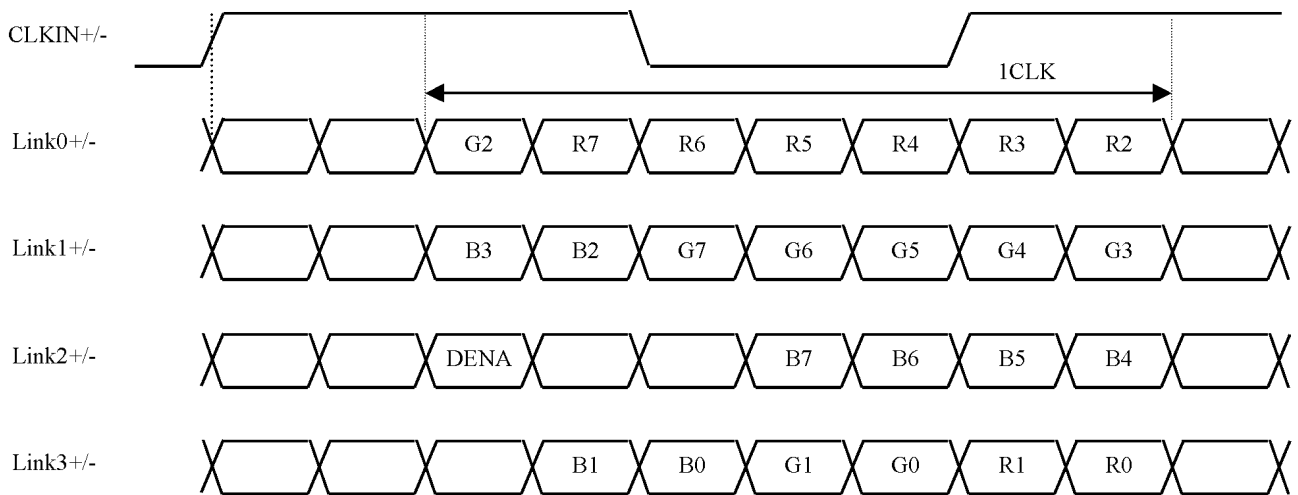 CLKIN+/-
1CLK
Link0+/- G2 R7 R6 R5 R4 R3 R2
Link1+/- B3 B2 G7 G6 G5 G4 G3
Link2+/- DENA B7 B6 B5 B4
Link3+/- B1 B0 G1 G0 R1 R0